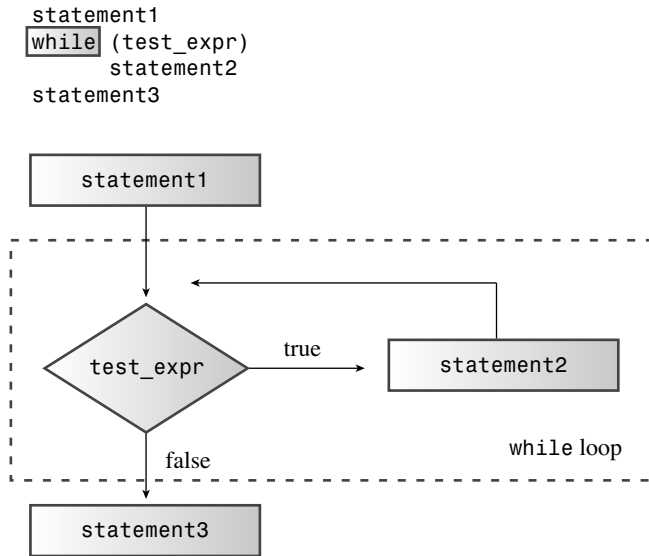 statement1
while (test_expr)
statement2
statement3
statement1
test_expr
true
statement2
while loop
false
statement3